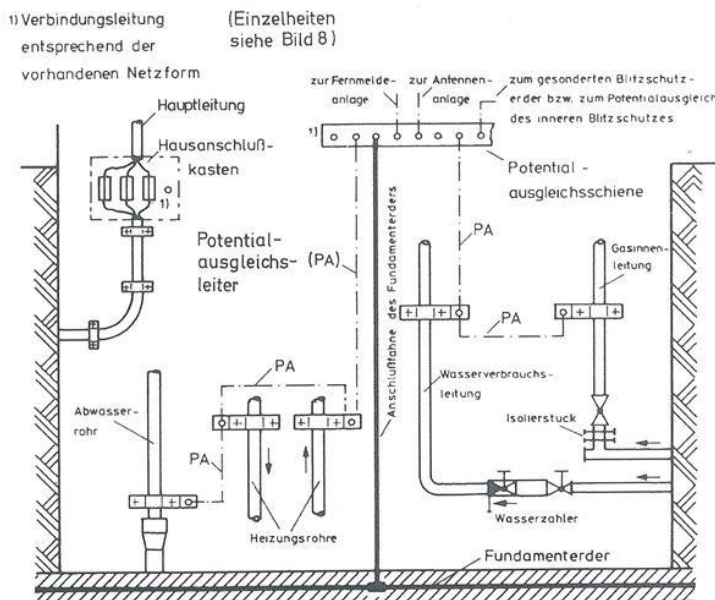 1) Verbindungsleitung
entsprechend der
vorhandenen Netzform
(Einzelheiten
siehe Bild 8)
Hauptleitung
Hausanschluß-
kasten
1)
zur Fernmelde-
anlage
zur Antennen-
anlage
zum gesonderten Blitzschutz-
erder bzw. zum Potentialausgleich
des inneren Blitzschutzes
1)
Potential -
ausgleichsschiene
Potential-
ausgleichs- (PA)
leiter
PA
Gasinnen-
leitung
PA
Anschlußfahne des Fundamenterders
Wasserverbrauchs-
leitung
PA
Abwasser-
rohr
PA
Isolierstück
Heizungsrohre
Wasserzähler
Fundamenterder